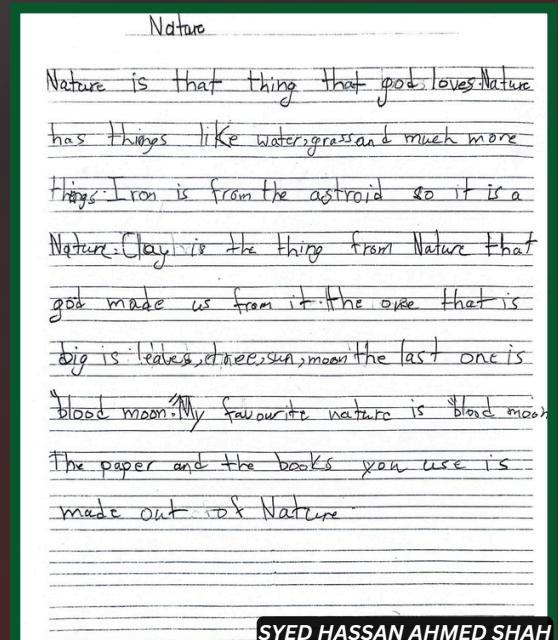 Nature
Nature is that thing that god loves.Nature
has things like water,grass and much more
things.Iron is from the astroid so it is a
Nature.Clay is the thing from Nature that
god made us from it.the one that is
big is leaves,tree,sun,moon the last one is
"blood moon".My favourite nature is "blood moon
The paper and the books you use is
made out of Nature
SYED HASSAN AHMED SHAH